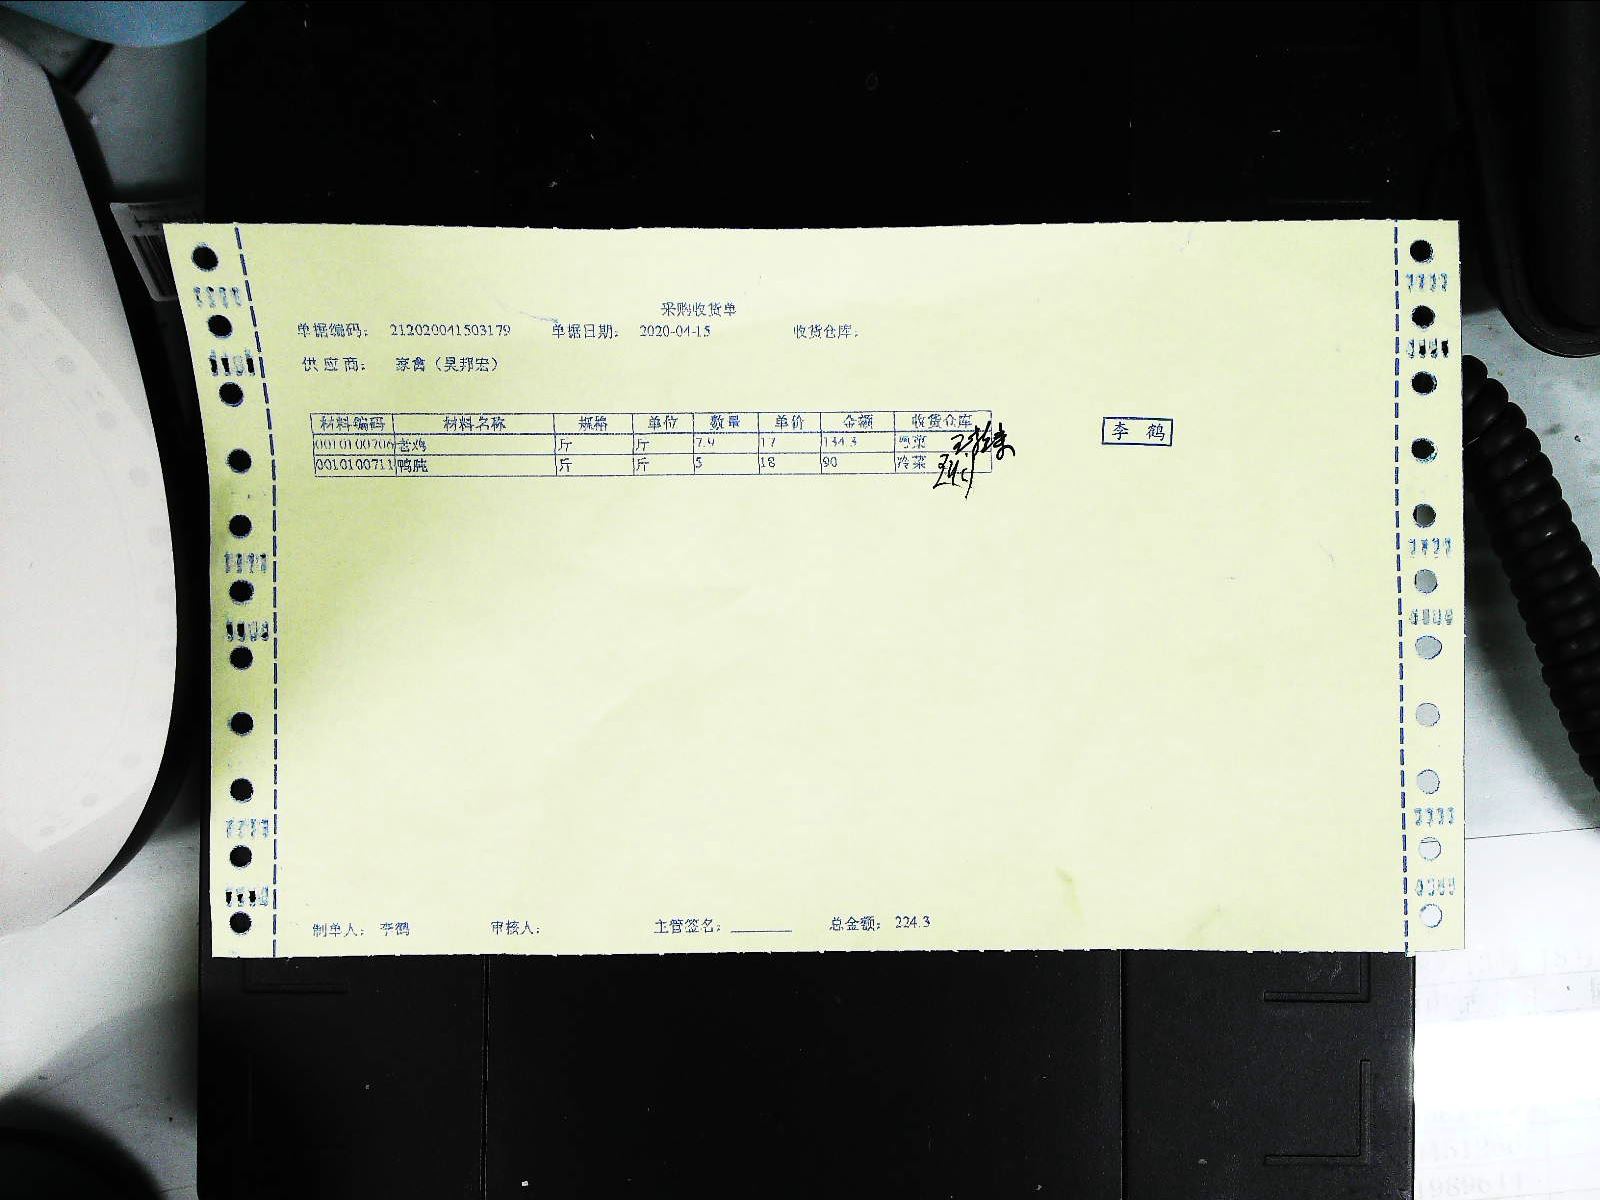 采购收货单
单据编码： 212020041503179 单据日期： 2020-04-15 收货仓库：
供应商： 家禽（吴邦宏）
材料编码 材料名称 规格 单位 数量 单价 金额 收货仓库
0010100706 老鸡 斤 斤 7.9 17 134.3
0010100711 鸭肫 斤 斤 5 18 90 冷菜
李鹤
制单人： 李鹤 审核人： 主管签名： 总金额： 224.3